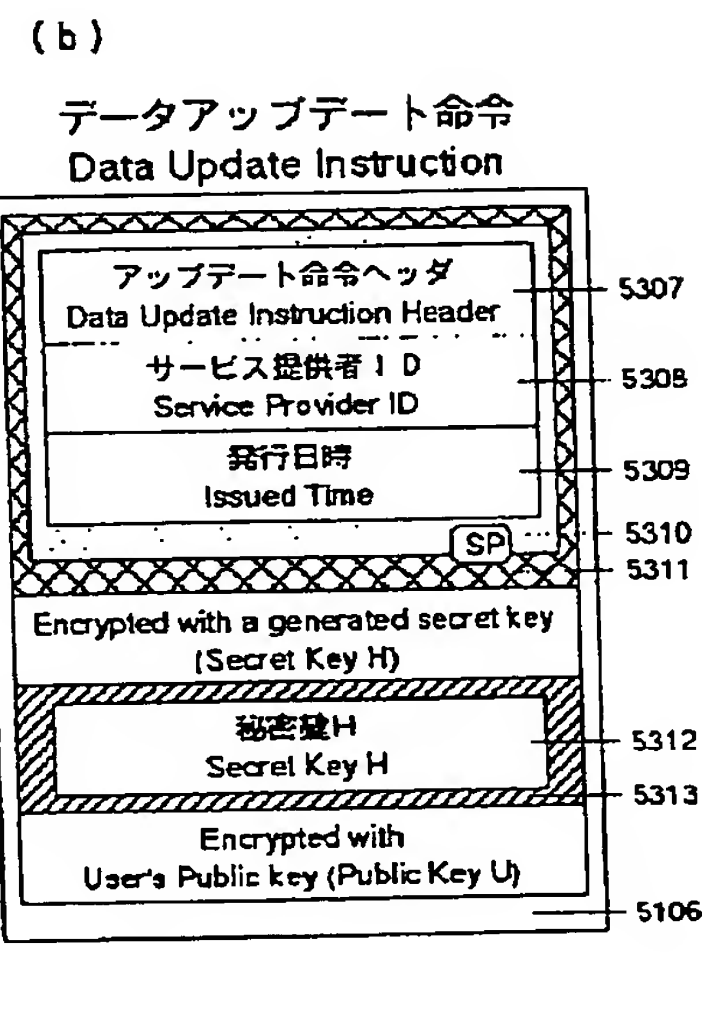 (b)
データアップデート命令
Data Update Instruction
アップデート命令ヘッダ
Data Update Instruction Header
5307
サービス提供者ID
Service Provider ID
5308
発行日時
Issued Time
5309
SP
5310
5311
Encrypted with a generated secret key
(Secret Key H)
秘密鍵H
Secret Key H
5312
5313
Encrypted with
User's Public key (Public Key U)
5106